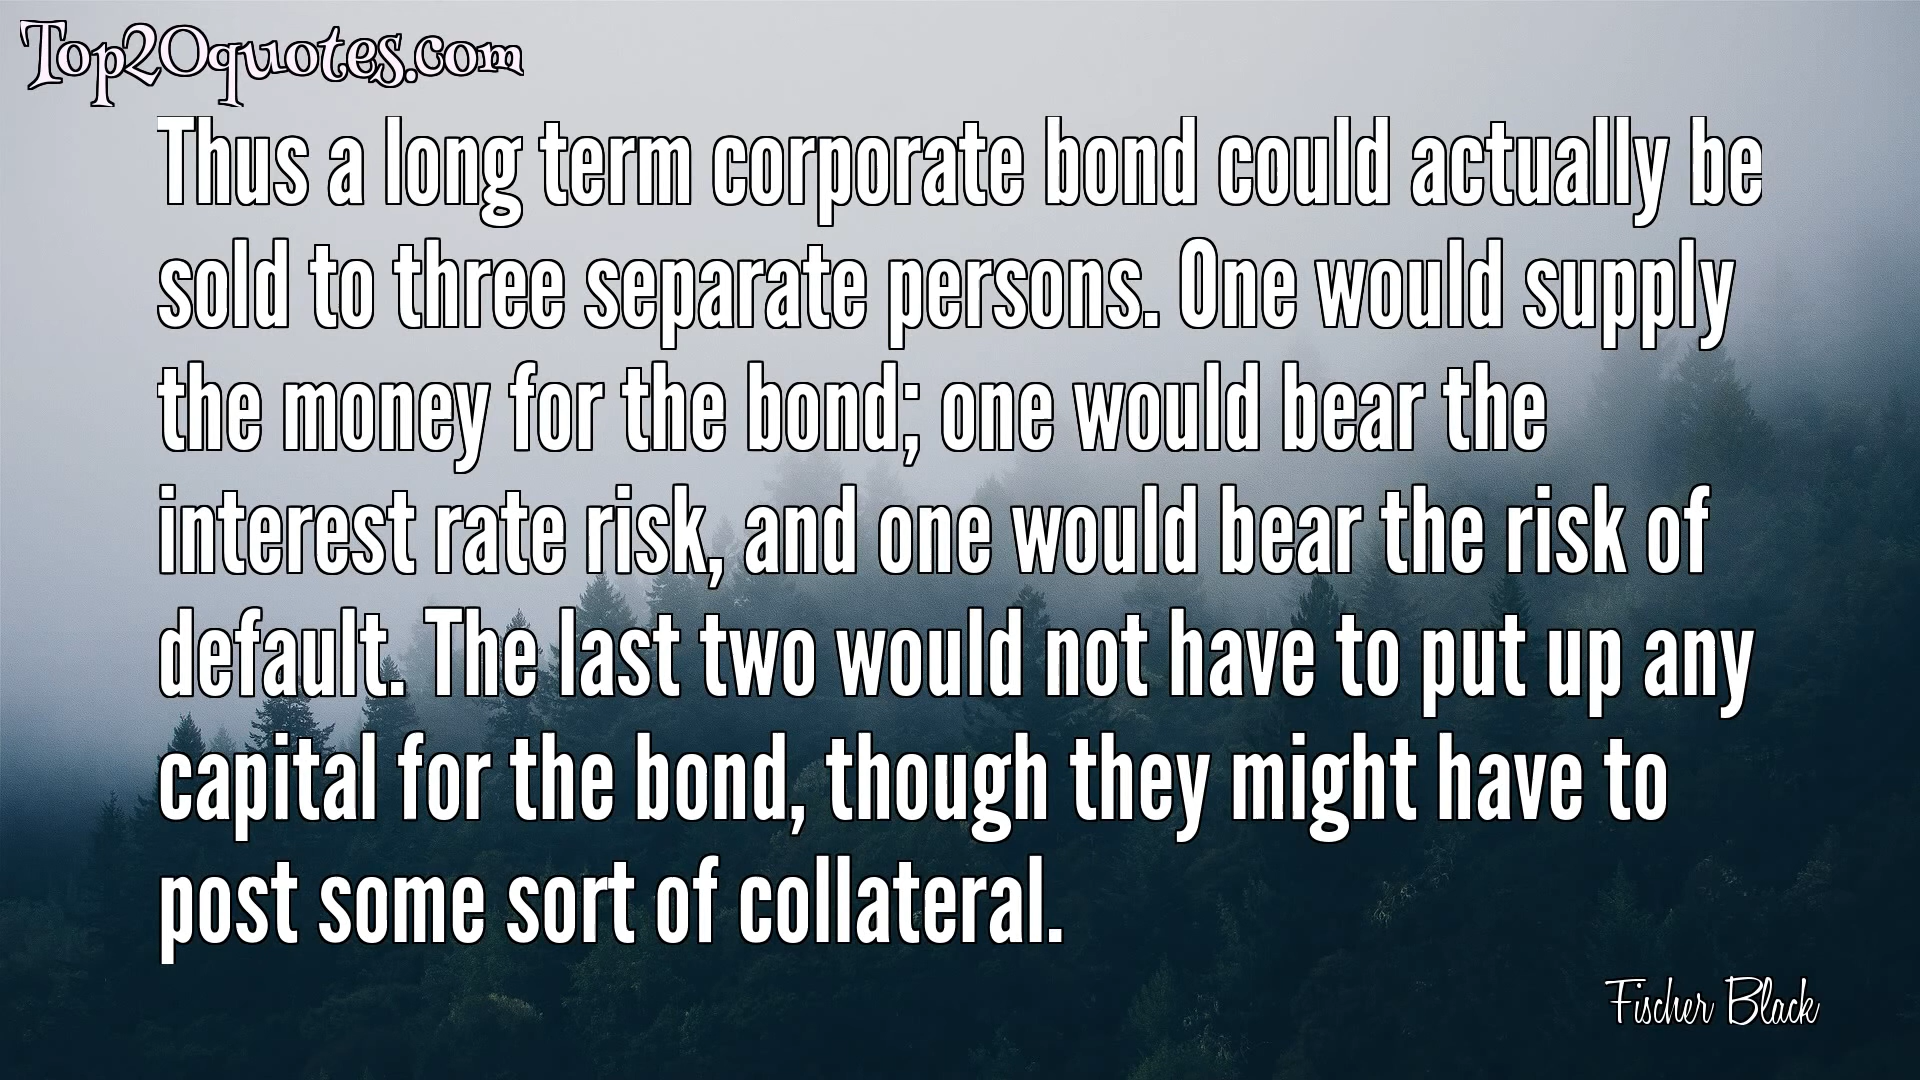 Top20quotes.com
Thus a long term corporate bond could actually be
sold to three separate persons. One would supply
the money for the bond; one would bear the
interest rate risk, and one would bear the risk of
default. The last two would not have to put up any
capital for the bond, though they might have to
post some sort of collateral.
Fischer Black